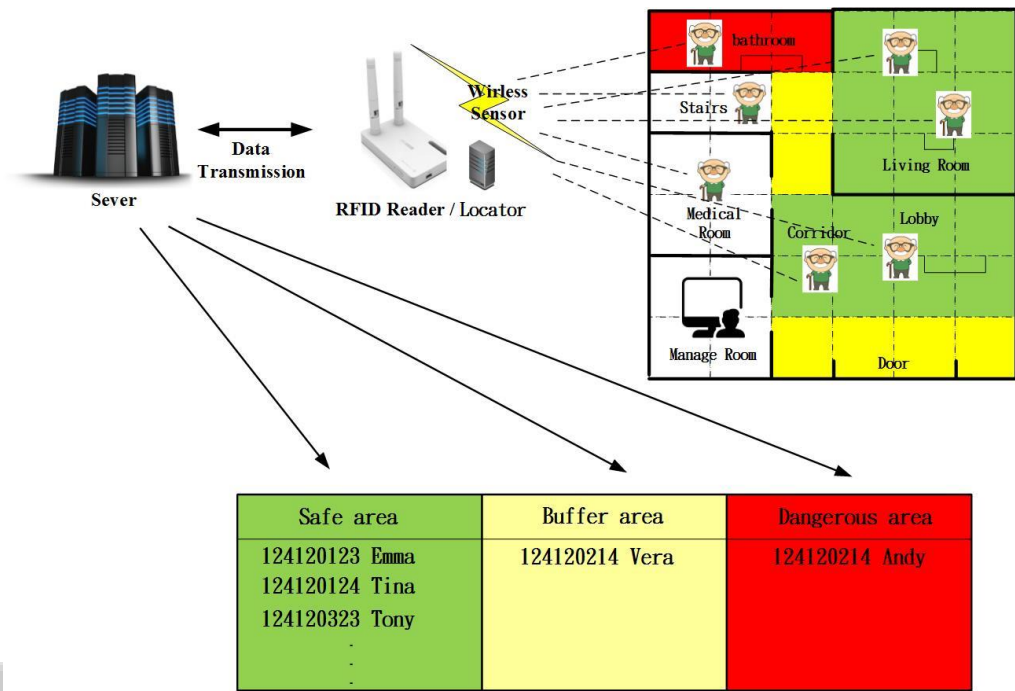 Sever
Data
Transmission
RFID Reader / Locator
Wirless
Sensor
bathroom
Stairs
Living Room
Medical
Room
Corridor
Lobby
Manage Room
Door
Safe area
Buffer area
Dangerous area
124120123 Emma
124120214 Vera
124120214 Andy
124120124 Tina
124120323 Tony
.
.
.